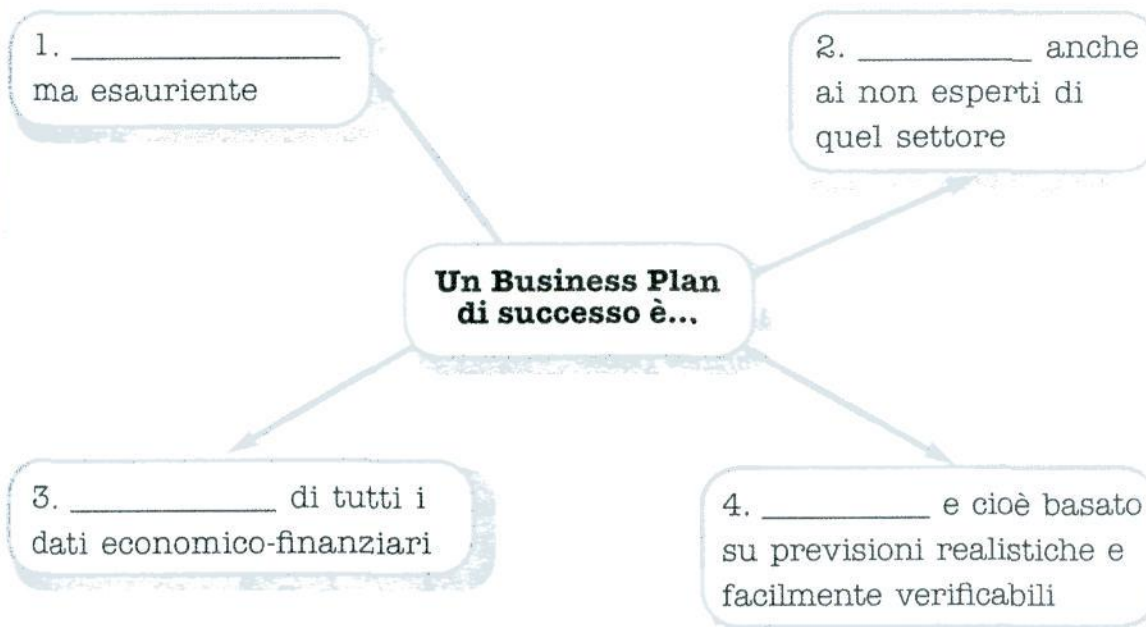 1. _______________
ma esauriente
2. __________ anche
ai non esperti di
quel settore
Un Business Plan
di successo è...
3. ____________ di tutti i
dati economico-finanziari
4. __________ e cioè basato
su previsioni realistiche e
facilmente verificabili